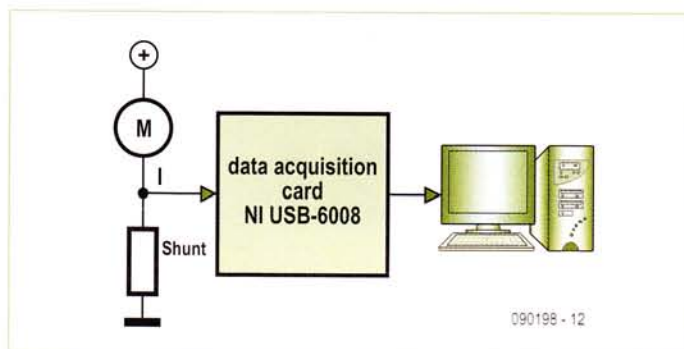 +
M
I
data acquisition
card
NI USB-6008
Shunt
090198 - 12